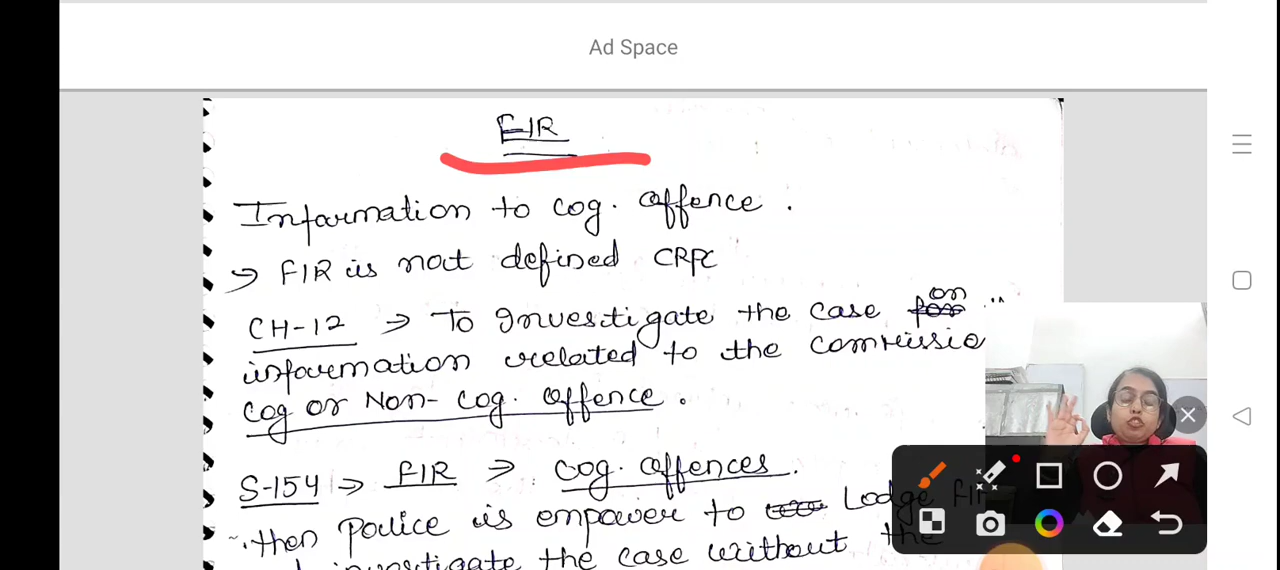 Ad Space
FIR
Information to cog. offence.
→ FIR is not defined CRPC
CH-12 ⇒ To Investigate the case on "
information related to the commissio
cog or Non-cog. offence.
S-154 ⇒ FIR ⇒ cog. offences.
then Police is empower to Lodge FIR
investigate the case without the